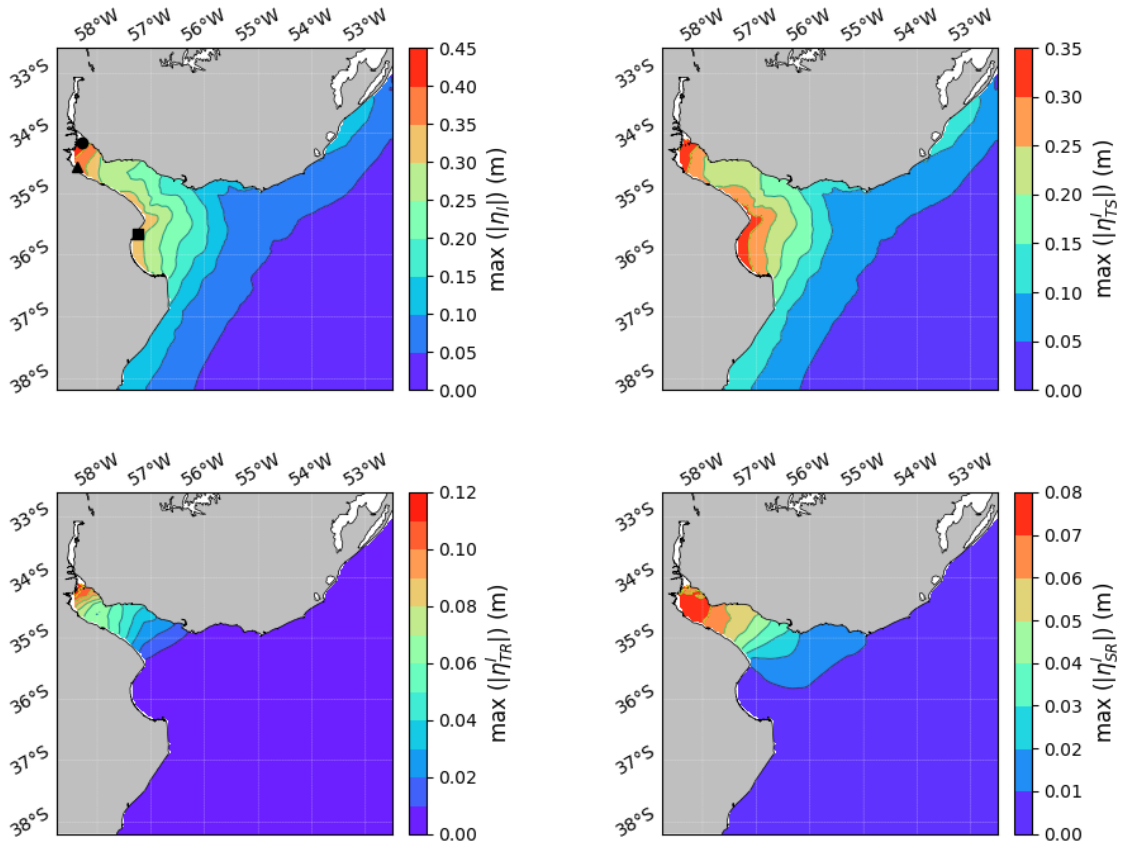 58°W 57°W 56°W 55°W 54°W 53°W
33°S
34°S
35°S
36°S
37°S
38°S
0.45
0.40
0.35
0.30
0.25
0.20
0.15
0.10
0.05
0.00
max (|η_I|) (m)
58°W 57°W 56°W 55°W 54°W 53°W
33°S
34°S
35°S
36°S
37°S
38°S
0.35
0.30
0.25
0.20
0.15
0.10
0.05
0.00
max (|η^I_TS|) (m)
58°W 57°W 56°W 55°W 54°W 53°W
33°S
34°S
35°S
36°S
37°S
38°S
0.12
0.10
0.08
0.06
0.04
0.02
0.00
max (|η^I_TR|) (m)
58°W 57°W 56°W 55°W 54°W 53°W
33°S
34°S
35°S
36°S
37°S
38°S
0.08
0.07
0.06
0.05
0.04
0.03
0.02
0.01
0.00
max (|η^I_SR|) (m)